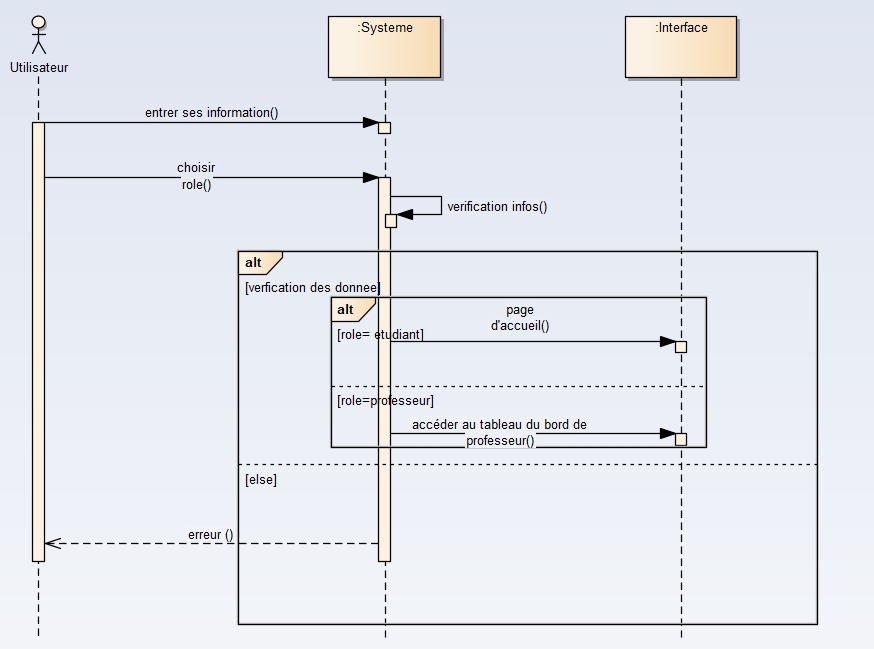 :Systeme
:Interface
Utilisateur
entrer ses information()
choisir
role()
verification infos()
alt
[verfication des donnee]
alt
page
d'accueil()
[role= etudiant]
[role=professeur]
accéder au tableau du bord de
professeur()
[else]
erreur ()